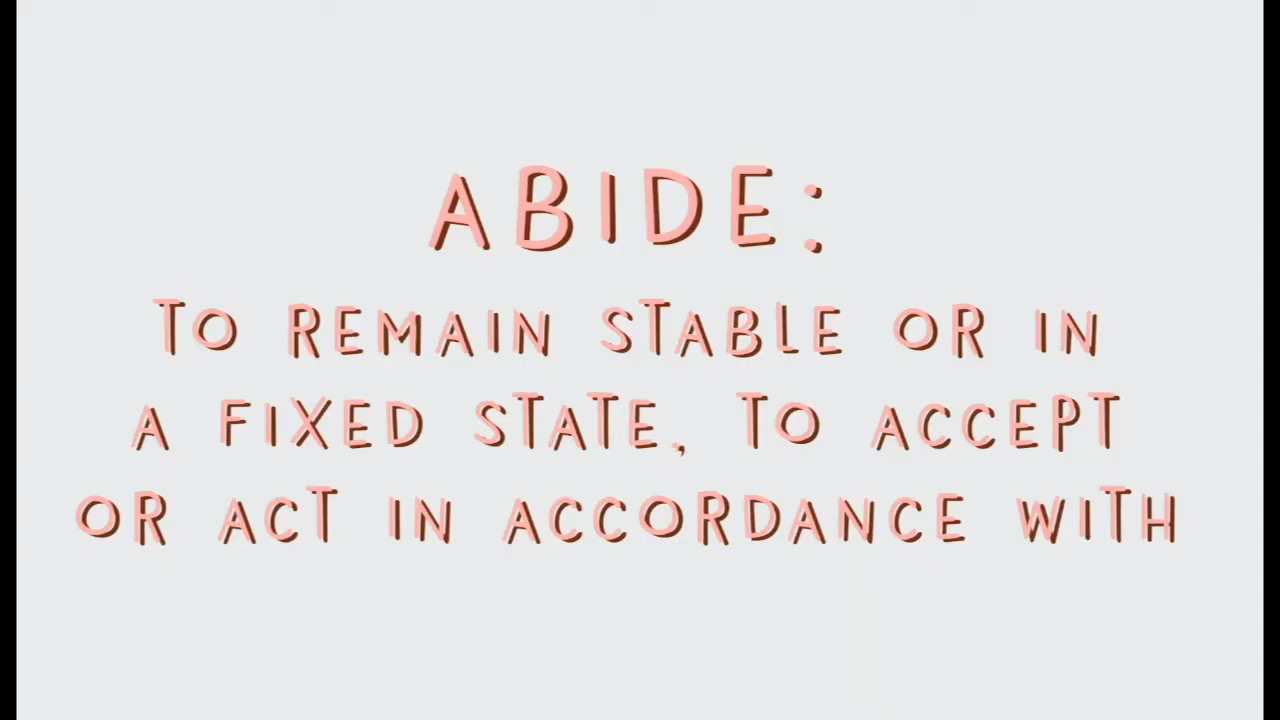 ABIDE:
TO REMAIN STABLE OR IN
A FIXED STATE, TO ACCEPT
OR ACT IN ACCORDANCE WITH